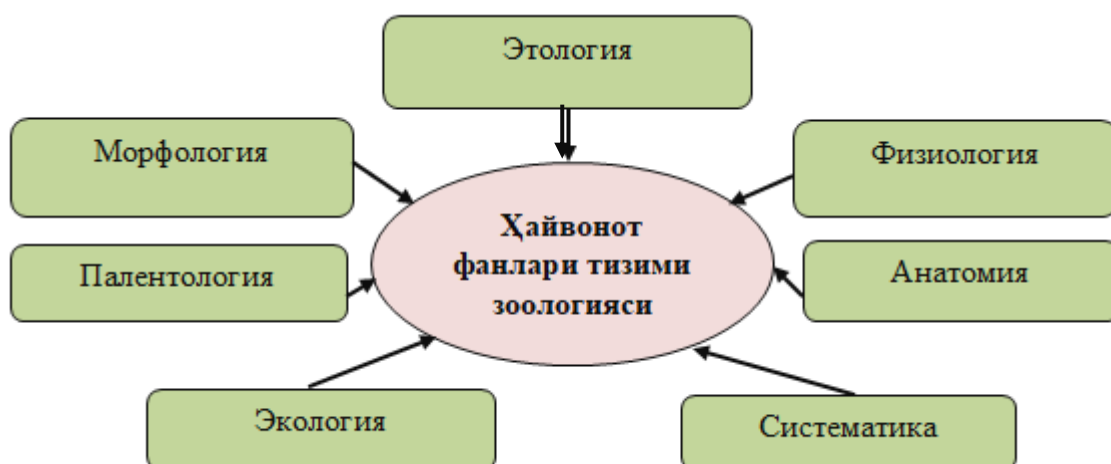 Этология
Морфология
Физиология
Ҳайвонот
фанлари тизими
зоологияси
Палентология
Анатомия
Экология
Систематика